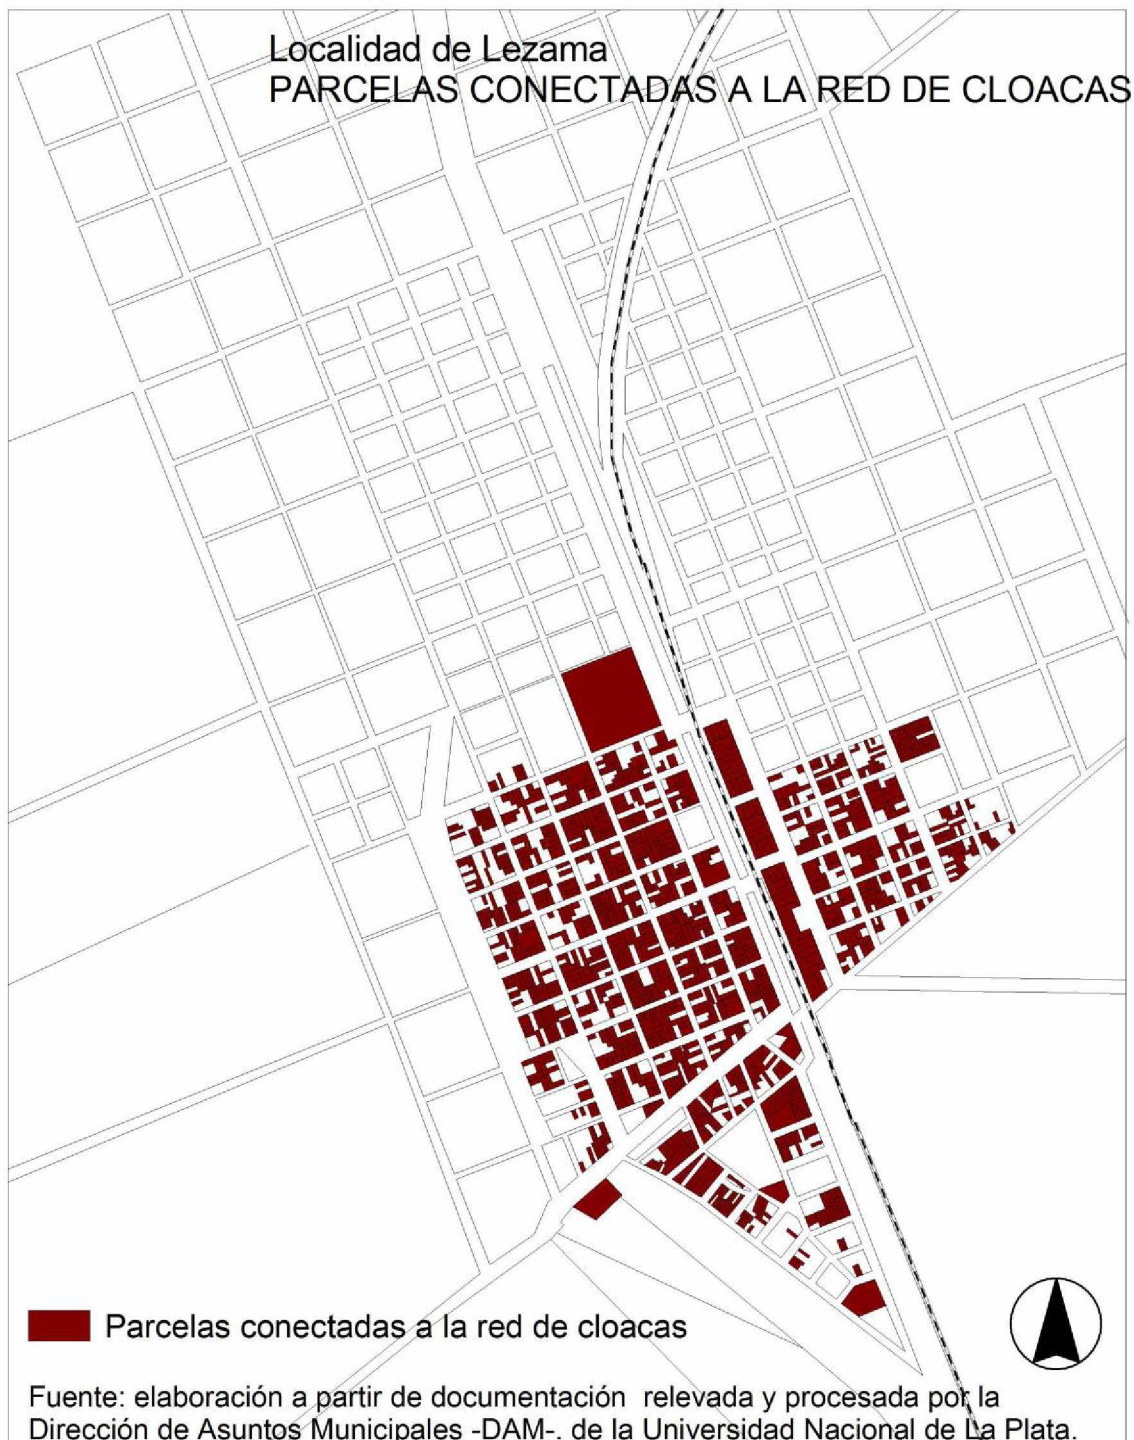 Localidad de Lezama
PARCELAS CONECTADAS A LA RED DE CLOACAS
Parcelas conectadas a la red de cloacas
Fuente: elaboración a partir de documentación relevada y procesada por la
Dirección de Asuntos Municipales -DAM-. de la Universidad Nacional de La Plata.